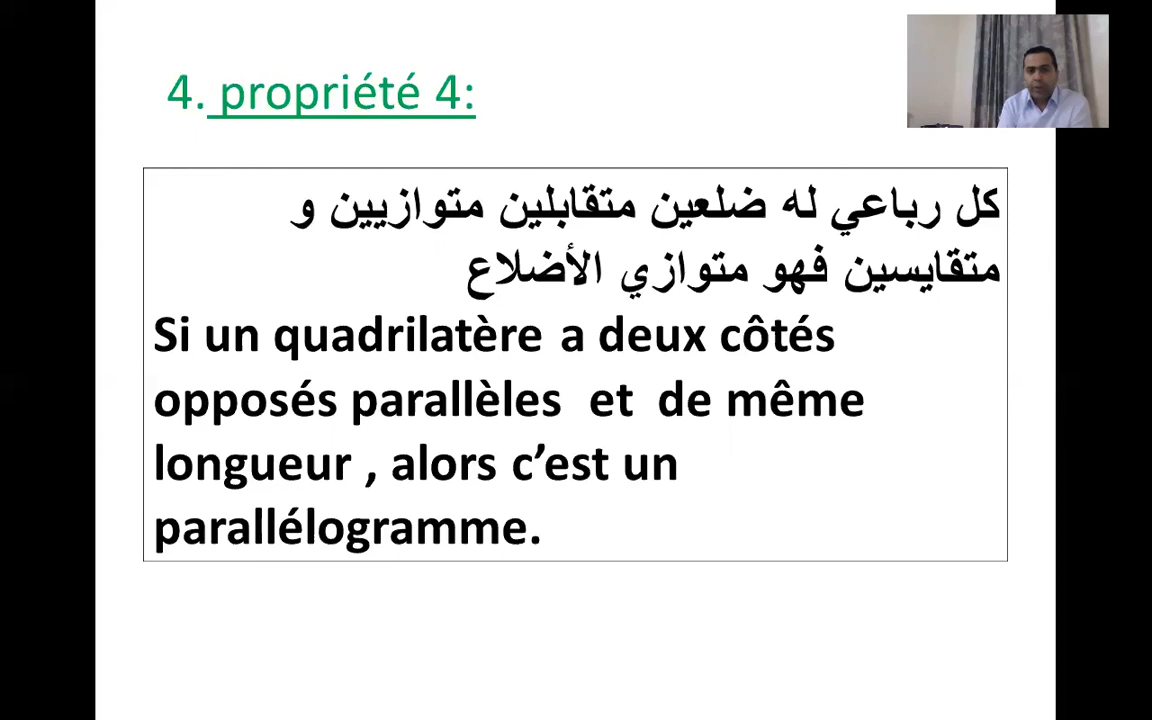 4. propriété 4:
كل رباعي له ضلعين متقابلين متوازيين و
متقايسين فهو متوازي الأضلاع
Si un quadrilatère a deux côtés
opposés parallèles et de même
longueur , alors c’est un
parallélogramme.